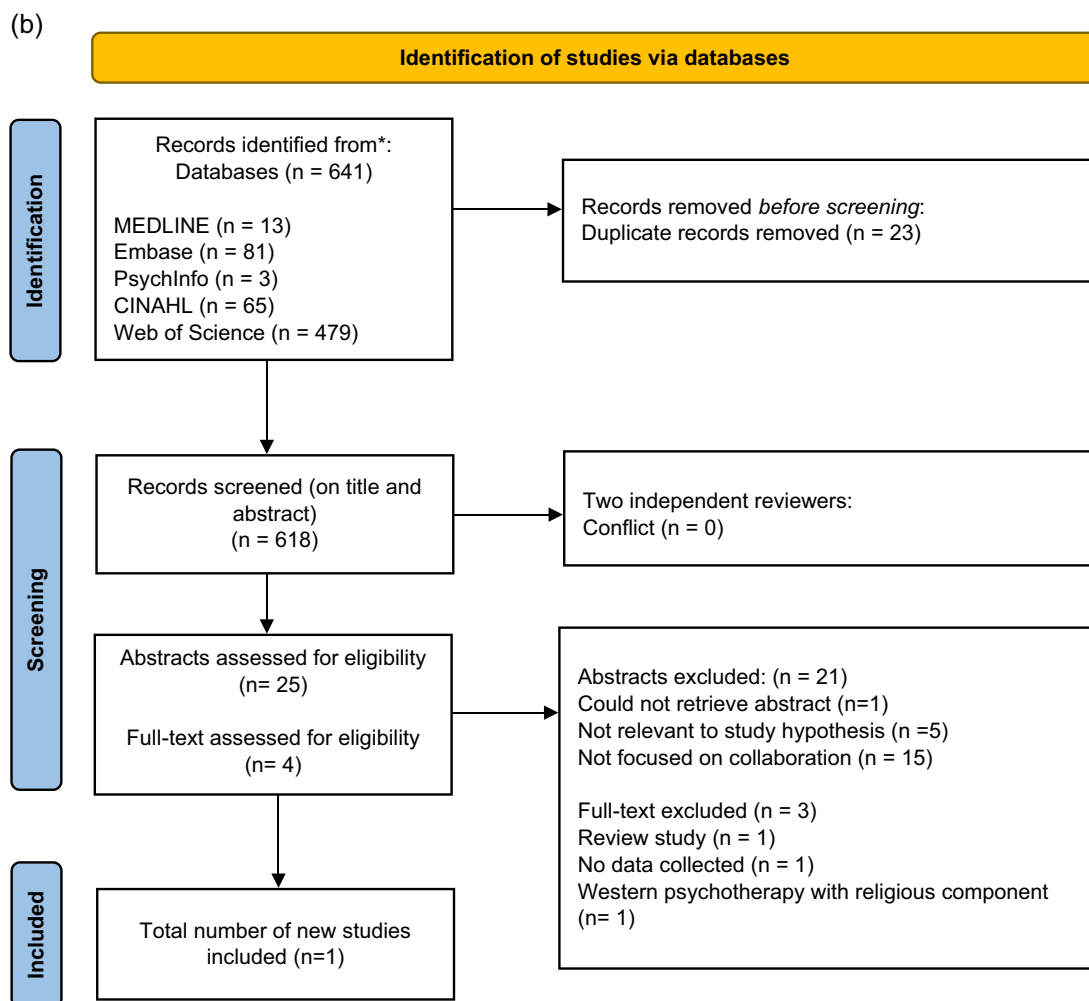 (b)
Identification of studies via databases
Identification
Records identified from*:
Databases (n = 641)
MEDLINE (n = 13)
Embase (n = 81)
PsychInfo (n = 3)
CINAHL (n = 65)
Web of Science (n = 479)
Records removed before screening:
Duplicate records removed (n = 23)
Screening
Records screened (on title and
abstract)
(n = 618)
Two independent reviewers:
Conflict (n = 0)
Abstracts assessed for eligibility
(n= 25)
Full-text assessed for eligibility
(n= 4)
Abstracts excluded: (n = 21)
Could not retrieve abstract (n=1)
Not relevant to study hypothesis (n =5)
Not focused on collaboration (n = 15)
Full-text excluded (n = 3)
Review study (n = 1)
No data collected (n = 1)
Western psychotherapy with religious component
(n= 1)
Included
Total number of new studies
included (n=1)